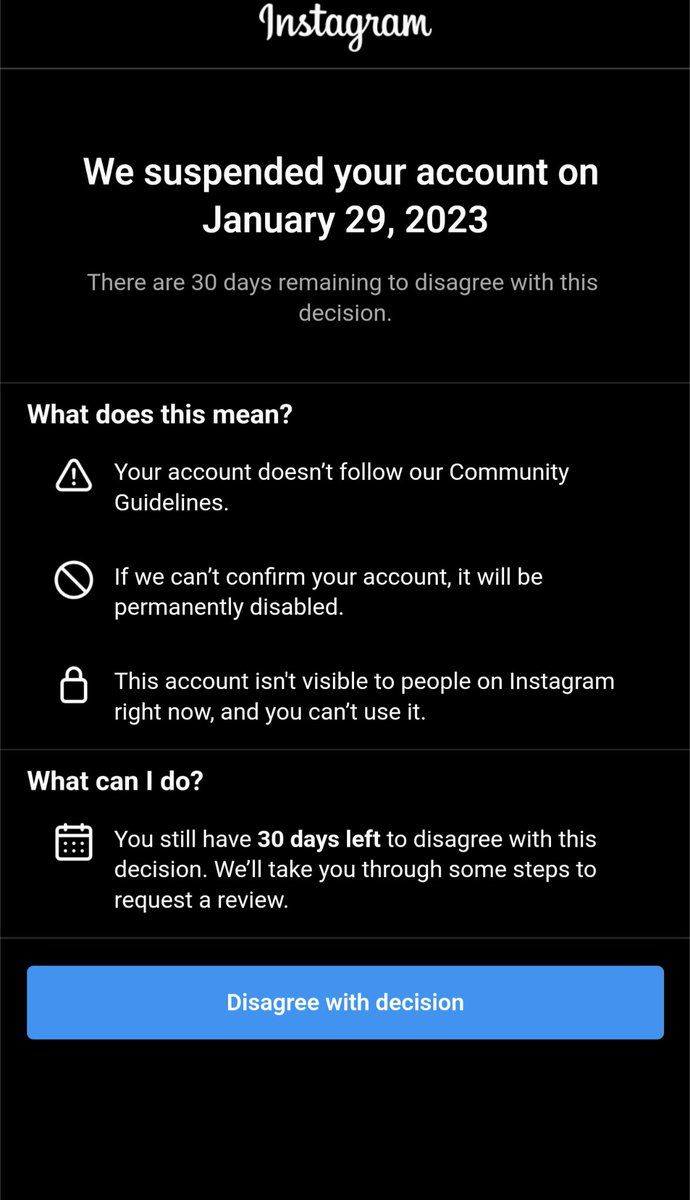 Instagram
We suspended your account on
January 29, 2023
There are 30 days remaining to disagree with this
decision.
What does this mean?
Your account doesn’t follow our Community
Guidelines.
If we can’t confirm your account, it will be
permanently disabled.
This account isn't visible to people on Instagram
right now, and you can’t use it.
What can I do?
You still have 30 days left to disagree with this
decision. We’ll take you through some steps to
request a review.
Disagree with decision